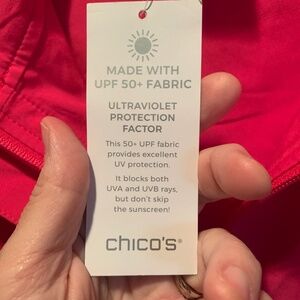 MADE WITH
UPF 50+ FABRIC
ULTRAVIOLET
PROTECTION
FACTOR
This 50+ UPF fabric
provides excellent
UV protection.
It blocks both
UVA and UVB rays,
but don't skip
the sunscreen!
chico's®